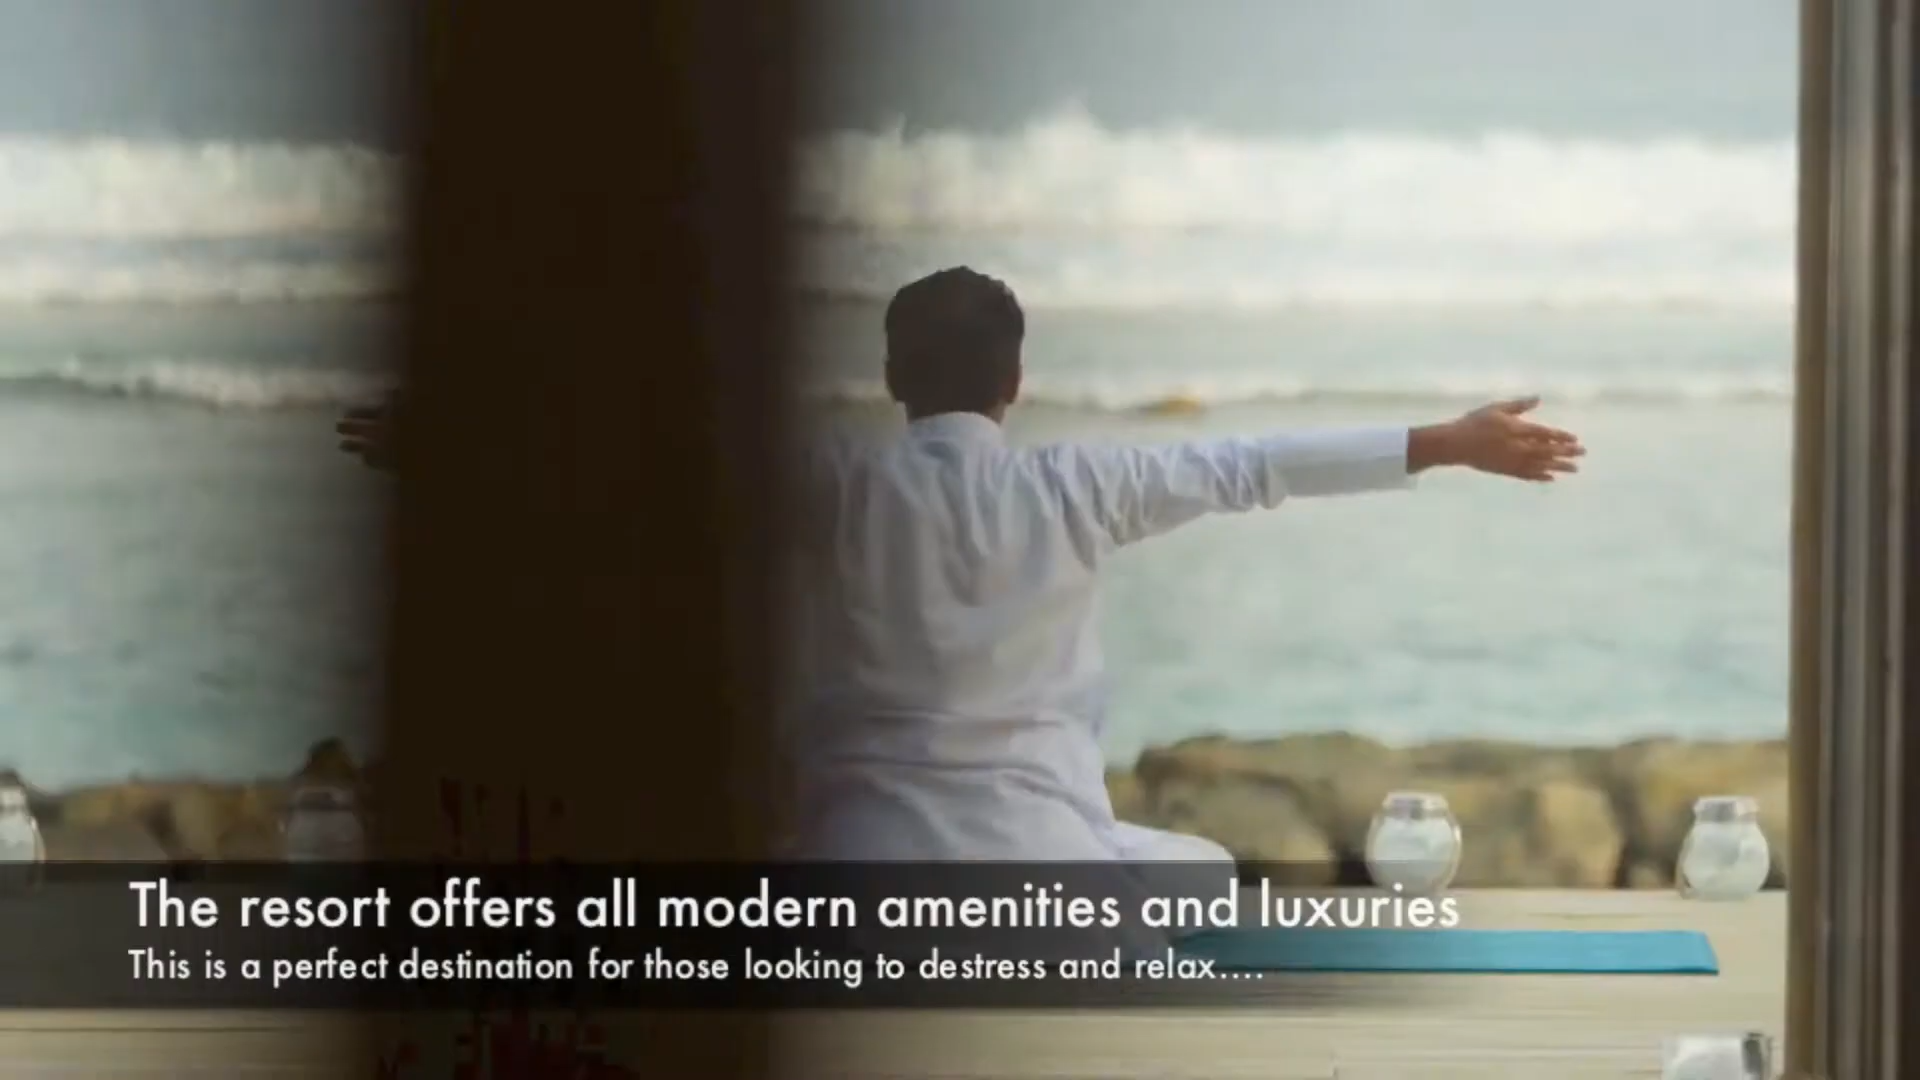 The resort offers all modern amenities and luxuries
This is a perfect destination for those looking to destress and relax....